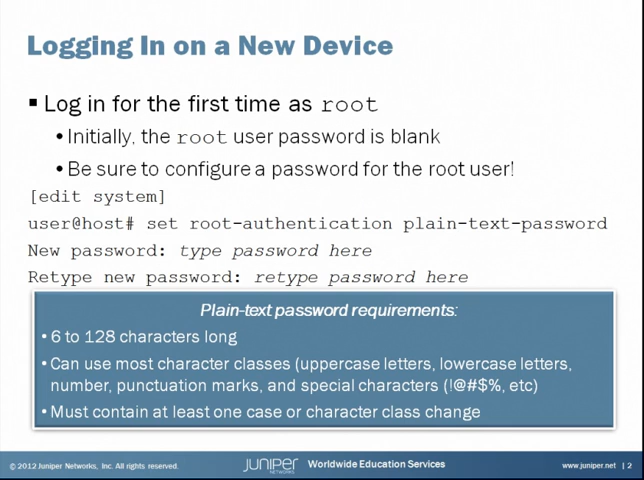 Logging In on a New Device
▪ Log in for the first time as root
• Initially, the root user password is blank
• Be sure to configure a password for the root user!
[edit system]
user@host# set root-authentication plain-text-password
New password: type password here
Retype new password: retype password here
Plain-text password requirements:
• 6 to 128 characters long
• Can use most character classes (uppercase letters, lowercase letters,
number, punctuation marks, and special characters (!@#$%, etc)
• Must contain at least one case or character class change
© 2012 Juniper Networks, Inc. All rights reserved. JUNIPER NETWORKS Worldwide Education Services www.juniper.net | 2